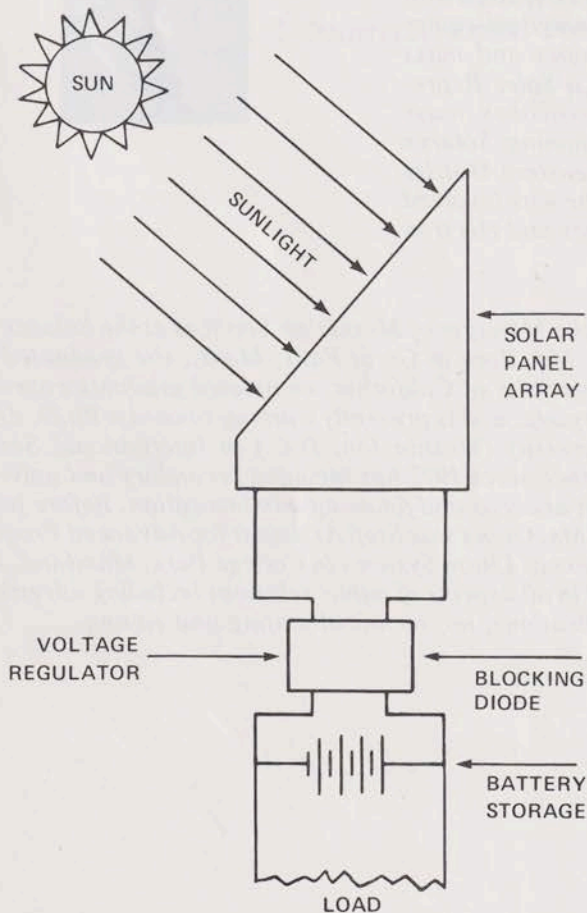 SUN
SUNLIGHT
SOLAR
PANEL
ARRAY
VOLTAGE
REGULATOR
BLOCKING
DIODE
BATTERY
STORAGE
LOAD